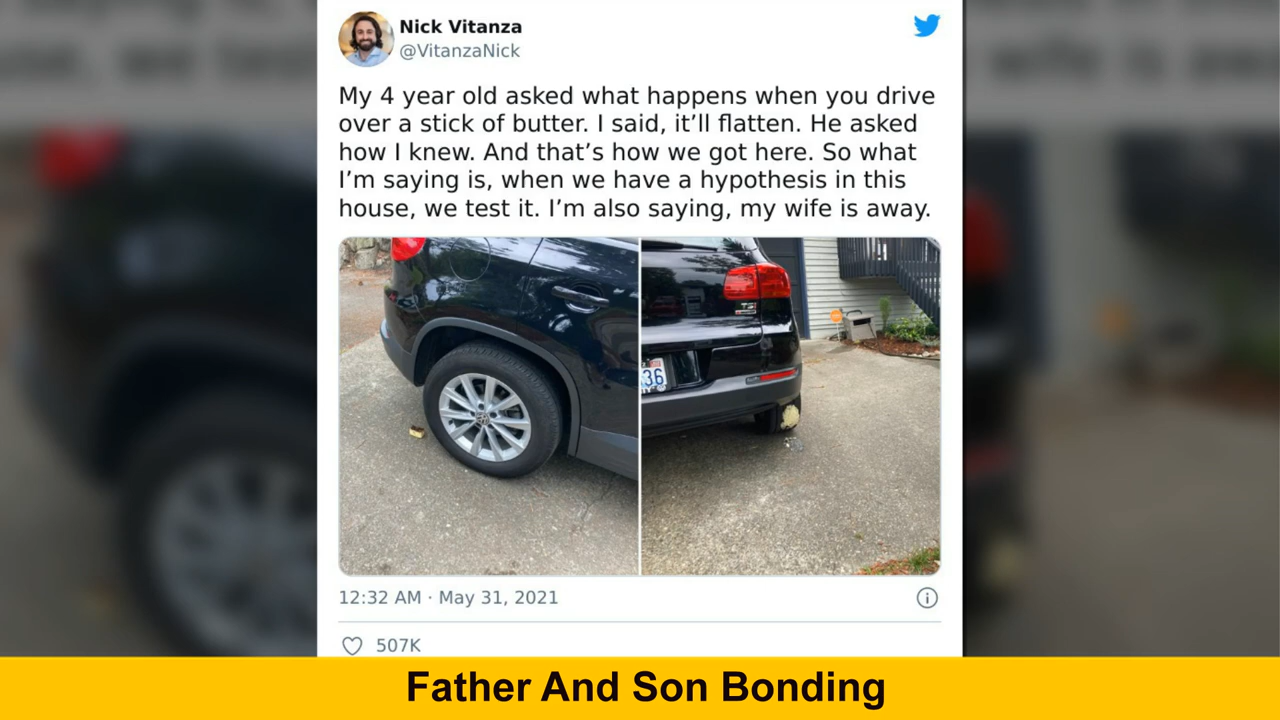 Nick Vitanza
@VitanzaNick
My 4 year old asked what happens when you drive
over a stick of butter. I said, it’ll flatten. He asked
how I knew. And that’s how we got here. So what
I’m saying is, when we have a hypothesis in this
house, we test it. I’m also saying, my wife is away.
TSI
36
12:32 AM · May 31, 2021
507K
Father And Son Bonding